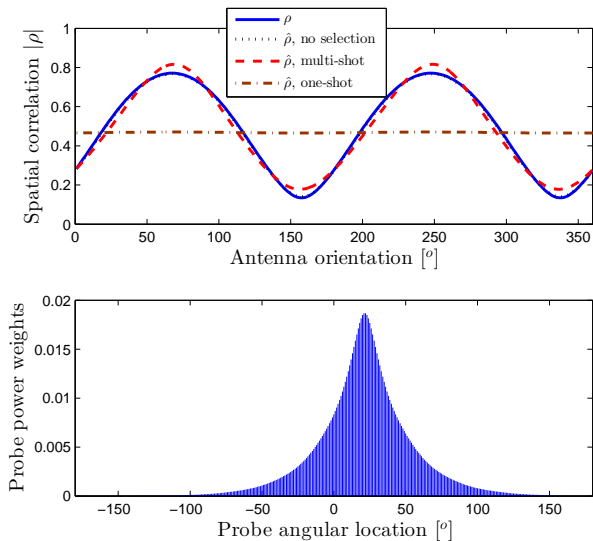 ρ
ρ̂, no selection
ρ̂, multi-shot
ρ̂, one-shot
Spatial correlation |ρ|
1
0.8
0.6
0.4
0.2
0
0 50 100 150 200 250 300 350
Antenna orientation [°]
Probe power weights
0.02
0.015
0.01
0.005
0
−150 −100 −50 0 50 100 150
Probe angular location [°]